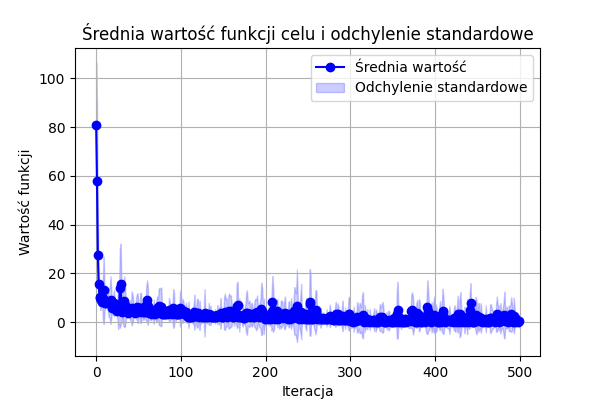 Średnia wartość funkcji celu i odchylenie standardowe
Średnia wartość
Odchylenie standardowe
Wartość funkcji
100
80
60
40
20
0
0 100 200 300 400 500
Iteracja